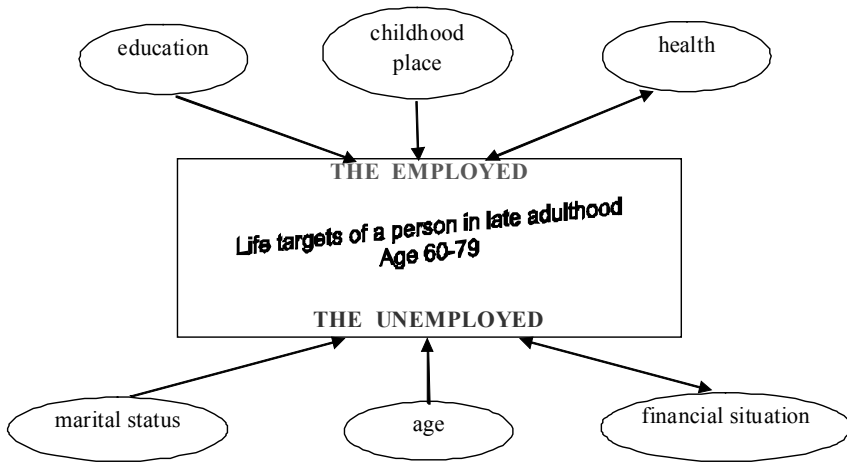 education
childhood
place
health
THE EMPLOYED
Life targets of a person in late adulthood
Age 60-79
THE UNEMPLOYED
marital status
age
financial situation